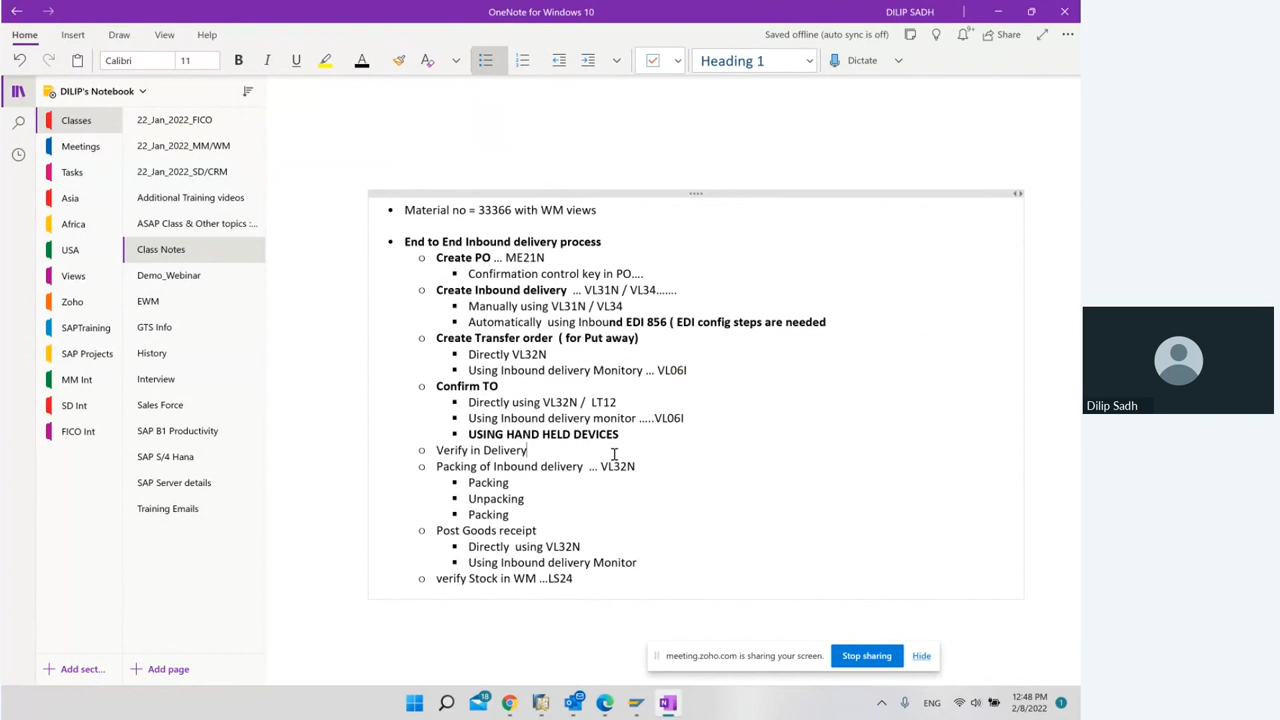 OneNote for Windows 10
DILIP SADH
Home Insert Draw View Help
Saved offline (auto sync is off)
9+
Share
Calibri 11 B I U A
Heading 1
Dictate
DILIP's Notebook
Classes
Meetings
Tasks
Asia
Africa
USA
Views
Zoho
SAPTraining
SAP Projects
MM Int
SD Int
FICO Int
22_Jan_2022_FICO
22_Jan_2022_MM/WM
22_Jan_2022_SD/CRM
Additional Training videos
ASAP Class & Other topics :...
Class Notes
Demo_Webinar
EWM
GTS Info
History
Interview
Sales Force
SAP B1 Productivity
SAP S/4 Hana
SAP Server details
Training Emails
Add sect...
Add page
• Material no = 33366 with WM views
• End to End Inbound delivery process
o Create PO ... ME21N
▪ Confirmation control key in PO....
o Create Inbound delivery ... VL31N / VL34.......
▪ Manually using VL31N / VL34
▪ Automatically using Inbound EDI 856 ( EDI config steps are needed
o Create Transfer order ( for Put away)
▪ Directly VL32N
▪ Using Inbound delivery Monitory ... VL06I
o Confirm TO
▪ Directly using VL32N / LT12
▪ Using Inbound delivery monitor .....VL06I
▪ USING HAND HELD DEVICES
o Verify in Delivery
o Packing of Inbound delivery ... VL32N
▪ Packing
▪ Unpacking
▪ Packing
o Post Goods receipt
▪ Directly using VL32N
▪ Using Inbound delivery Monitor
o verify Stock in WM ...LS24
meeting.zoho.com is sharing your screen.
Stop sharing
Hide
Dilip Sadh
18
ENG
12:48 PM
2/8/2022
1